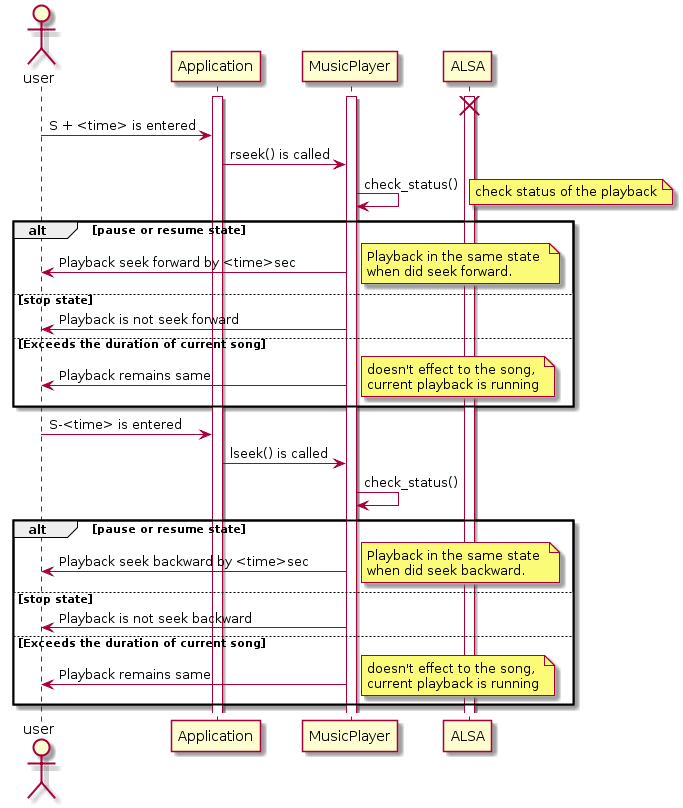 user
Application
MusicPlayer
ALSA
S + <time> is entered
rseek() is called
check_status()
check status of the playback
alt
[pause or resume state]
Playback seek forward by <time>sec
Playback in the same state
when did seek forward.
[stop state]
Playback is not seek forward
[Exceeds the duration of current song]
Playback remains same
doesn't effect to the song,
current playback is running
S-<time> is entered
lseek() is called
check_status()
alt
[pause or resume state]
Playback seek backward by <time>sec
Playback in the same state
when did seek backward.
[stop state]
Playback is not seek backward
[Exceeds the duration of current song]
Playback remains same
doesn't effect to the song,
current playback is running
user
Application
MusicPlayer
ALSA